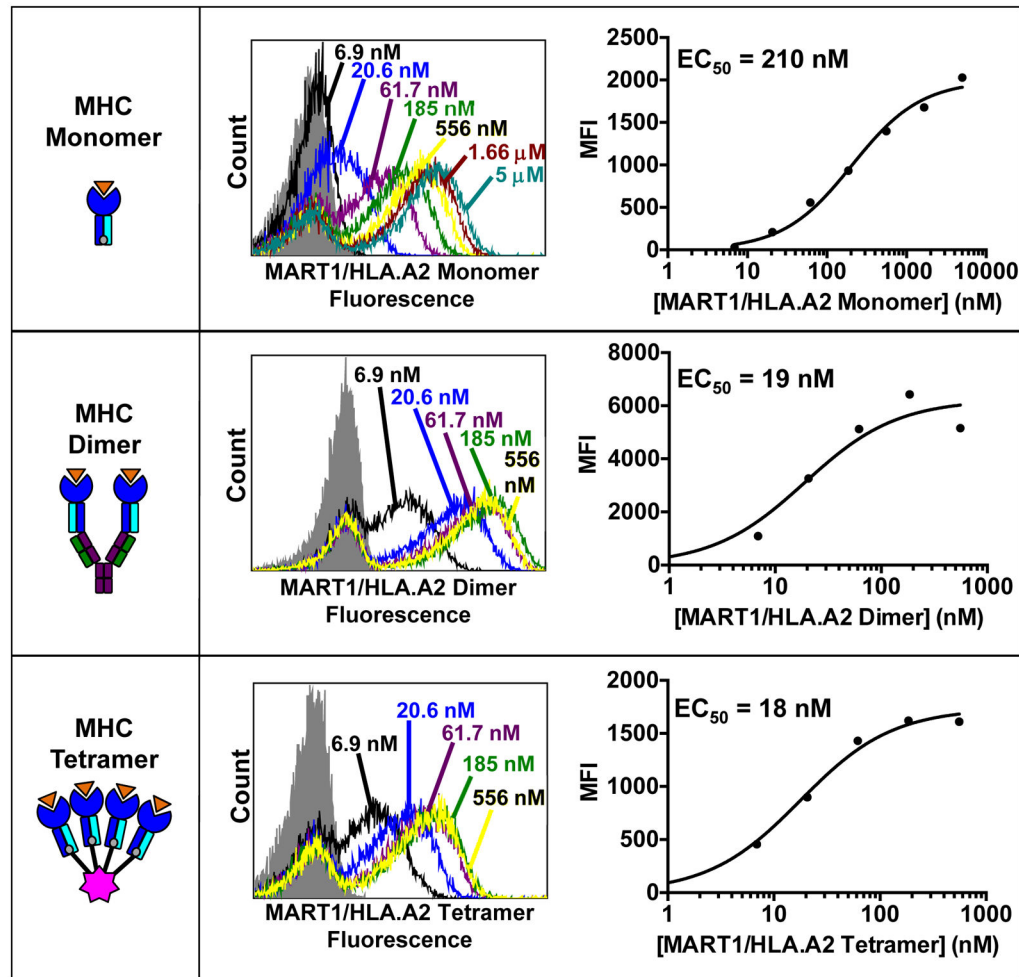 MHC
Monomer
6.9 nM
20.6 nM
61.7 nM
185 nM
556 nM
1.66 μM
5 μM
Count
MART1/HLA.A2 Monomer
Fluorescence
EC50 = 210 nM
MFI
2500
2000
1500
1000
500
0
1 10 100 1000 10000
[MART1/HLA.A2 Monomer] (nM)
MHC
Dimer
6.9 nM
20.6 nM
61.7 nM
185 nM
556
nM
Count
MART1/HLA.A2 Dimer
Fluorescence
EC50 = 19 nM
MFI
8000
6000
4000
2000
0
1 10 100 1000
[MART1/HLA.A2 Dimer] (nM)
MHC
Tetramer
20.6 nM
6.9 nM
61.7 nM
185 nM
556 nM
Count
MART1/HLA.A2 Tetramer
Fluorescence
EC50 = 18 nM
MFI
2000
1500
1000
500
0
1 10 100 1000
[MART1/HLA.A2 Tetramer] (nM)